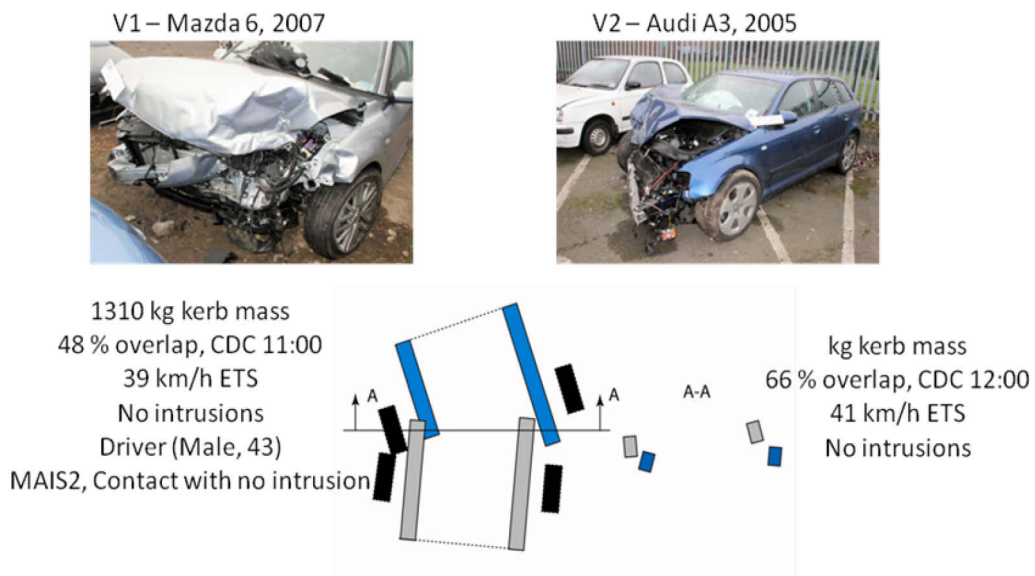 V1 – Mazda 6, 2007
V2 – Audi A3, 2005
1310 kg kerb mass
48 % overlap, CDC 11:00
39 km/h ETS
No intrusions
Driver (Male, 43)
MAIS2, Contact with no intrusion
A
A
A-A
kg kerb mass
66 % overlap, CDC 12:00
41 km/h ETS
No intrusions